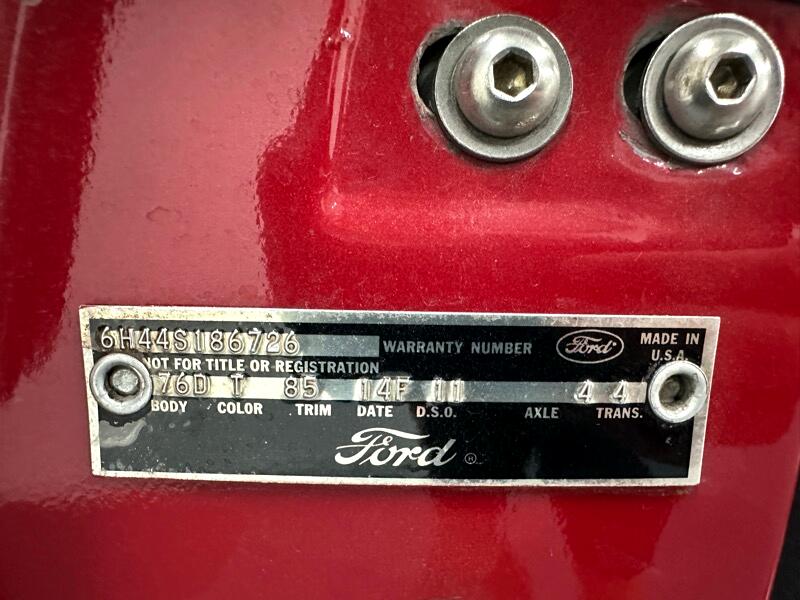 6H44S186726 WARRANTY NUMBER Ford MADE IN U.S.A.
NOT FOR TITLE OR REGISTRATION
76D T 85 14F 11 4 4
BODY COLOR TRIM DATE D.S.O. AXLE TRANS.
Ford ®